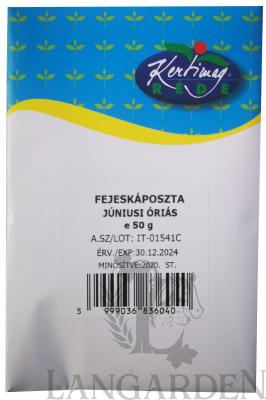 Kertimag®
RÉDE
FEJESKÁPOSZTA
JÚNIUSI ÓRIÁS
e 50 g
A.SZ/LOT: IT-01541C
ÉRV./EXP:30.12.2024
MINŐSÍTVE:2020. ST.
5 999036 836040
LANGARDEN